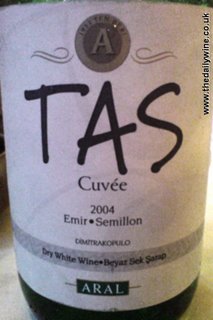 A
TAS
Cuvée
2004
Emir • Semillon
DIMITRAKOPULO
Dry White Wine • Beyaz Sek Şarap
ARAL
www.thedailywine.co.uk